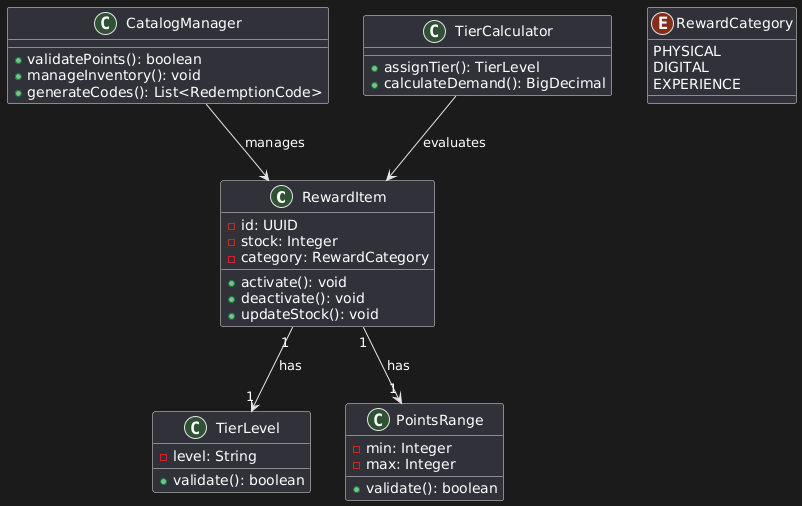 C CatalogManager
validatePoints(): boolean
manageInventory(): void
generateCodes(): List<RedemptionCode>
C TierCalculator
assignTier(): TierLevel
calculateDemand(): BigDecimal
E RewardCategory
PHYSICAL
DIGITAL
EXPERIENCE
manages
evaluates
C RewardItem
id: UUID
stock: Integer
category: RewardCategory
activate(): void
deactivate(): void
updateStock(): void
1
has
1
1
has
1
C TierLevel
level: String
validate(): boolean
C PointsRange
min: Integer
max: Integer
validate(): boolean